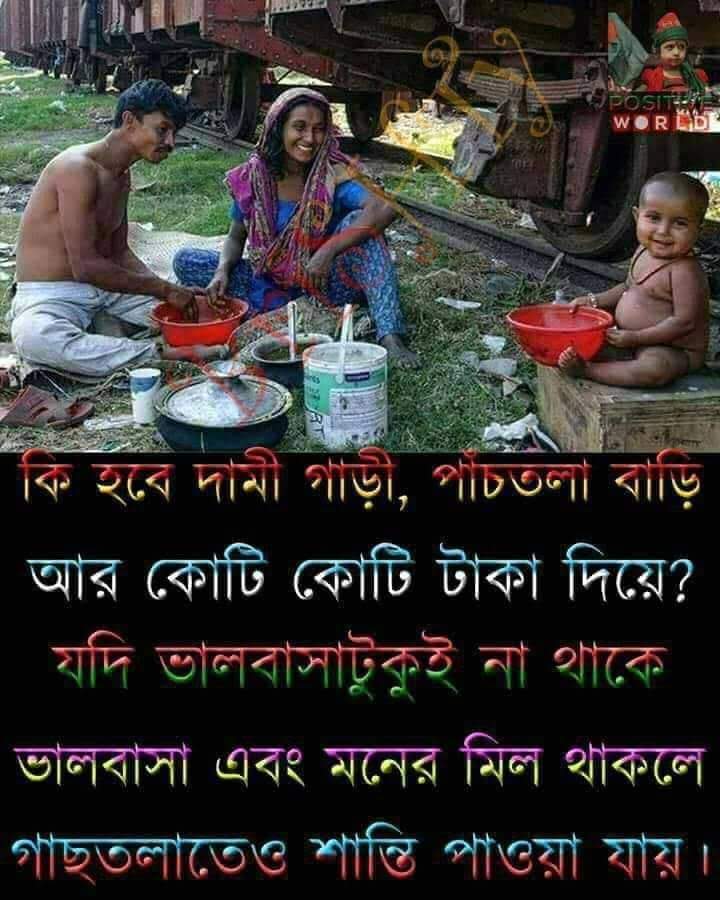 POSITIVE
WORLD
কি হবে দামী গাড়ী, পাঁচতলা বাড়ি
আর কোটি কোটি টাকা দিয়ে?
যদি ভালবাসাটুকুই না থাকে
ভালবাসা এবং মনের মিল থাকলে
গাছতলাতেও শান্তি পাওয়া যায়।